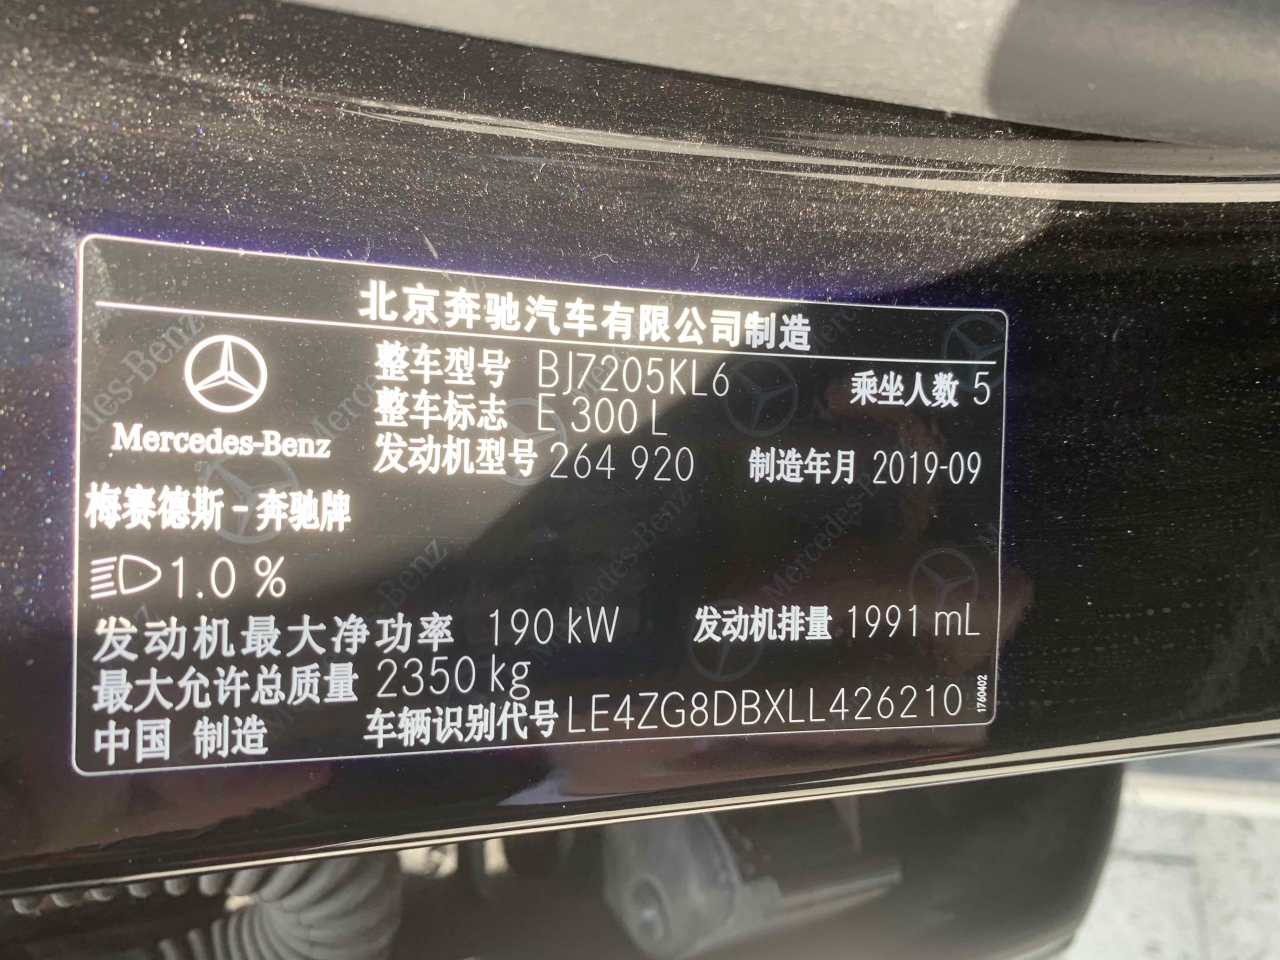 北京奔驰汽车有限公司制造
Mercedes-Benz
梅赛德斯-奔驰牌
整车型号 BJ7205KL6 乘坐人数 5
整车标志 E 300 L
发动机型号 264 920 制造年月 2019-09
1.0 %
发动机最大净功率 190 kW 发动机排量 1991 mL
最大允许总质量 2350 kg
中国 制造 车辆识别代号 LE4ZG8DBXLL426210
1760402